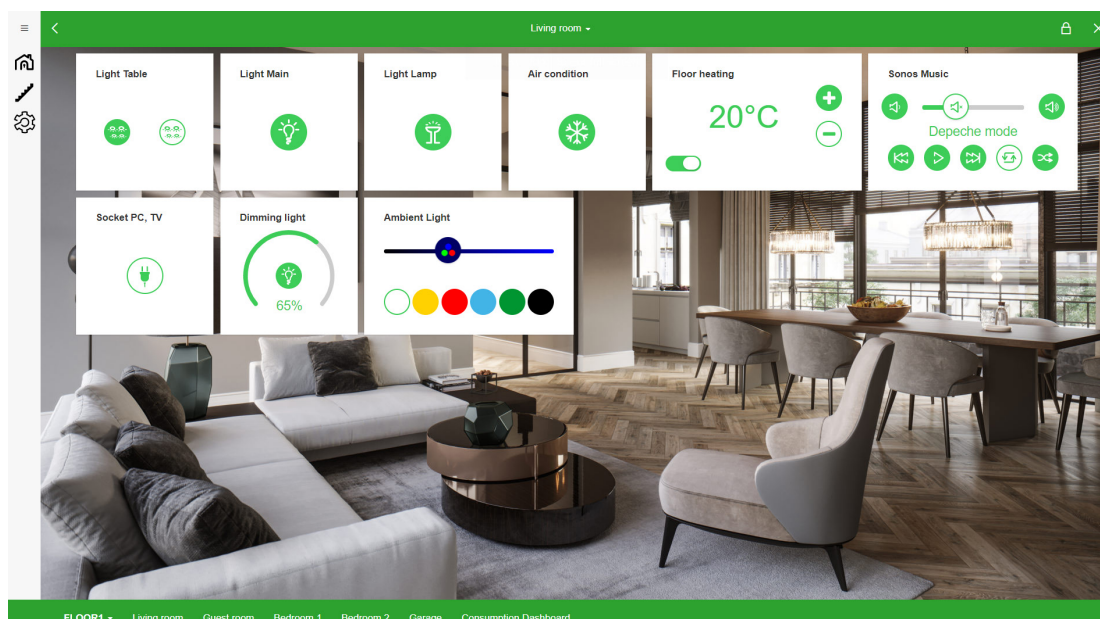 Living room
Light Table
Light Main
Light Lamp
Air condition
Floor heating
Sonos Music
20°C
Depeche mode
Socket PC, TV
Dimming light
Ambient Light
65%
FLOOR1 Living room Guest room Bedroom 1 Bedroom 2 Garage Consumption Dashboard